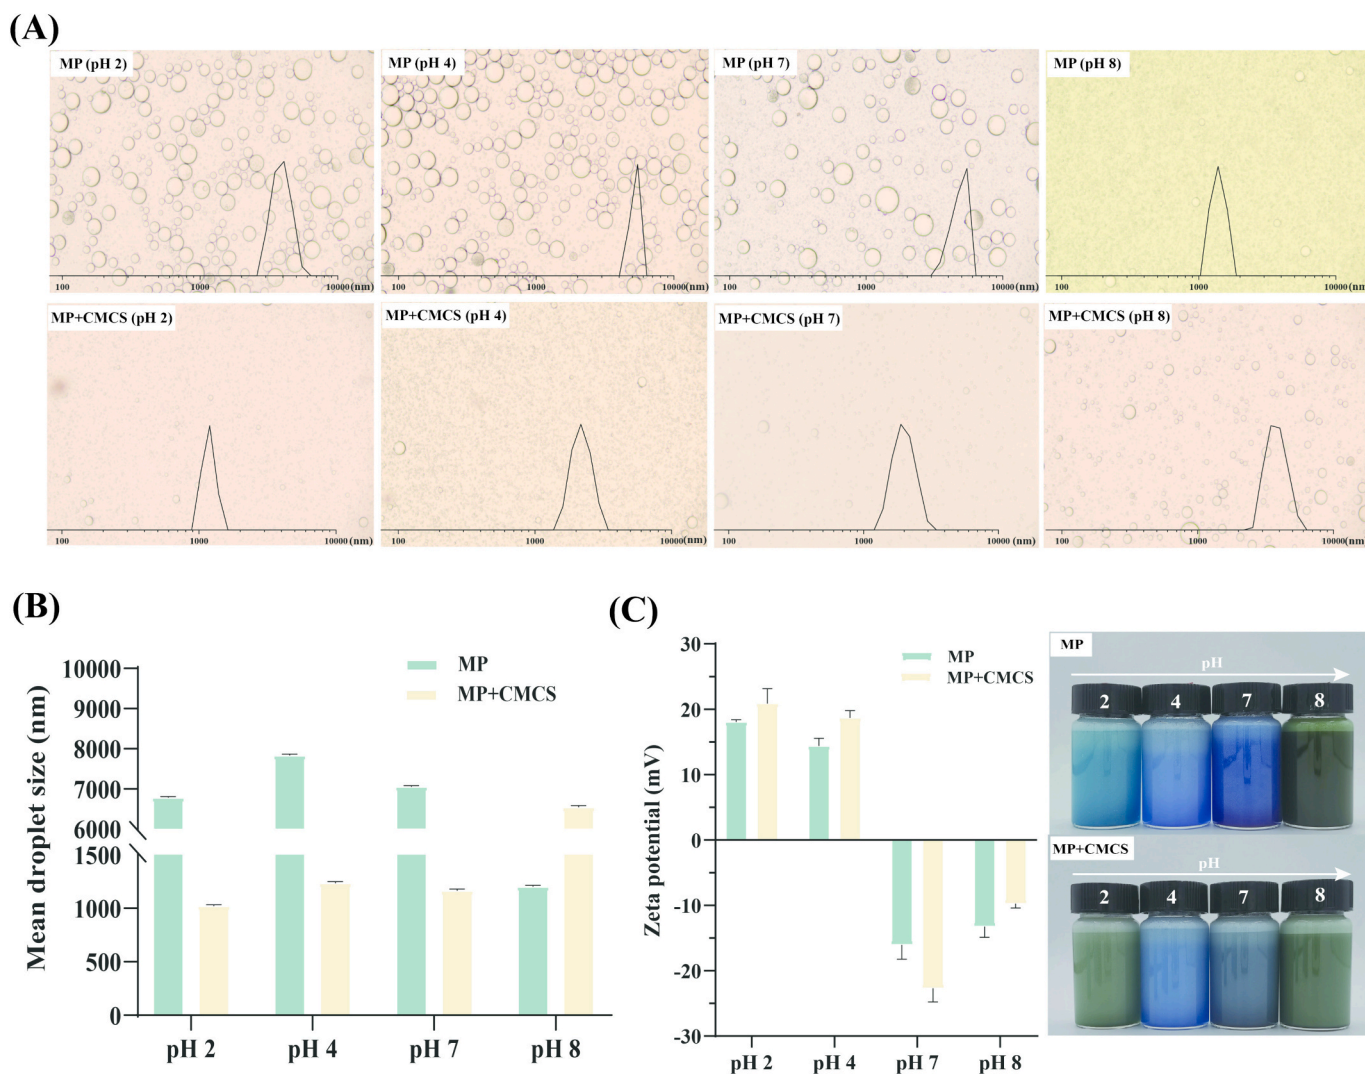 (A)
MP (pH 2)
MP (pH 4)
MP (pH 7)
MP (pH 8)
100 1000 10000(nm)
100 1000 10000(nm)
100 1000 10000(nm)
100 1000 10000(nm)
MP+CMCS (pH 2)
MP+CMCS (pH 4)
MP+CMCS (pH 7)
MP+CMCS (pH 8)
100 1000 10000(nm)
100 1000 10000(nm)
100 1000 10000(nm)
100 1000 10000(nm)
(B)
Mean droplet size (nm)
10000
9000
8000
7000
6000
1500
1000
500
0
MP
MP+CMCS
pH 2 pH 4 pH 7 pH 8
(C)
Zeta potential (mV)
30
20
10
0
-10
-20
-30
MP
MP+CMCS
pH 2 pH 4 pH 7 pH 8
MP
pH
2 4 7 8
MP+CMCS
pH
2 4 7 8